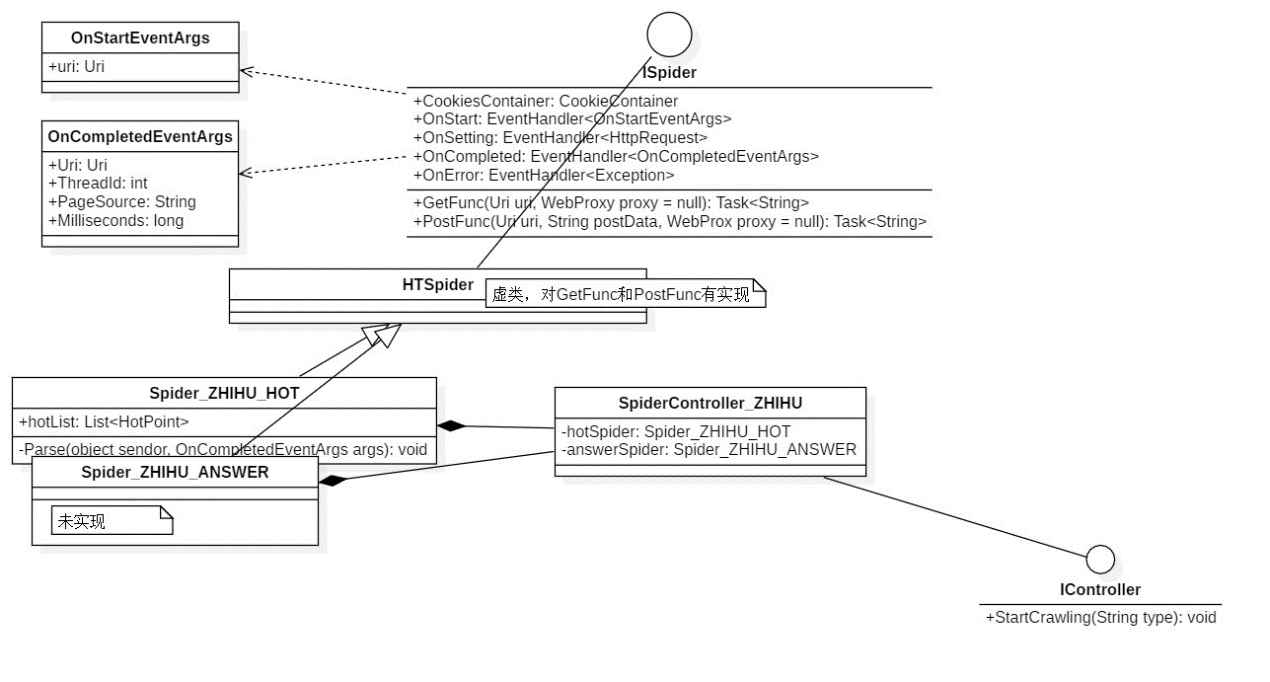 OnStartEventArgs
+uri: Uri
OnCompletedEventArgs
+Uri: Uri
+ThreadId: int
+PageSource: String
+Milliseconds: long
ISpider
+CookiesContainer: CookieContainer
+OnStart: EventHandler<OnStartEventArgs>
+OnSetting: EventHandler<HttpRequest>
+OnCompleted: EventHandler<OnCompletedEventArgs>
+OnError: EventHandler<Exception>
+GetFunc(Uri uri, WebProxy proxy = null): Task<String>
+PostFunc(Uri uri, String postData, WebProx proxy = null): Task<String>
HTSpider
虚类，对GetFunc和PostFunc有实现
Spider_ZHIHU_HOT
+hotList: List<HotPoint>
-Parse(object sendor, OnCompletedEventArgs args): void
Spider_ZHIHU_ANSWER
未实现
SpiderController_ZHIHU
-hotSpider: Spider_ZHIHU_HOT
-answerSpider: Spider_ZHIHU_ANSWER
IController
+StartCrawling(String type): void